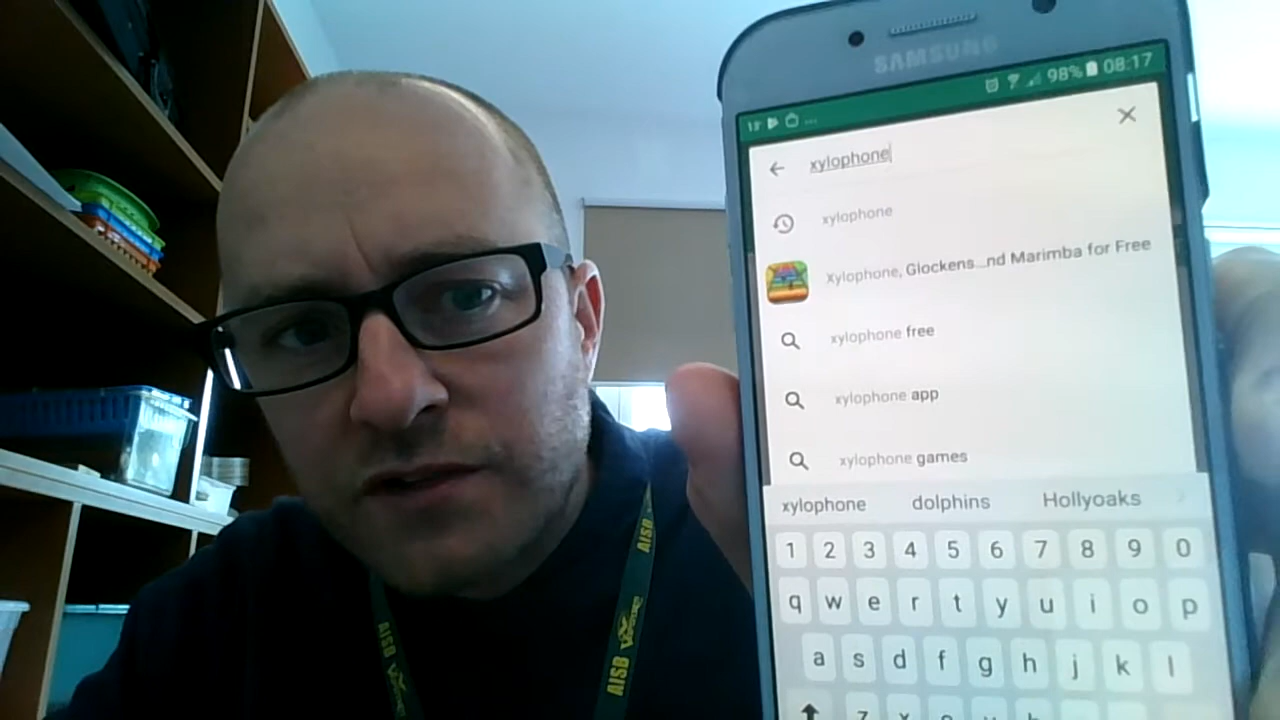 SAMSUNG
98% 08:17
xylophone
xylophone
Xylophone, Glockens...nd Marimba for Free
xylophone free
xylophone app
xylophone games
xylophone dolphins Hollyoaks
1 2 3 4 5 6 7 8 9 0
q w e r t y u i o p
a s d f g h j k l
AISB
AISB
AISB